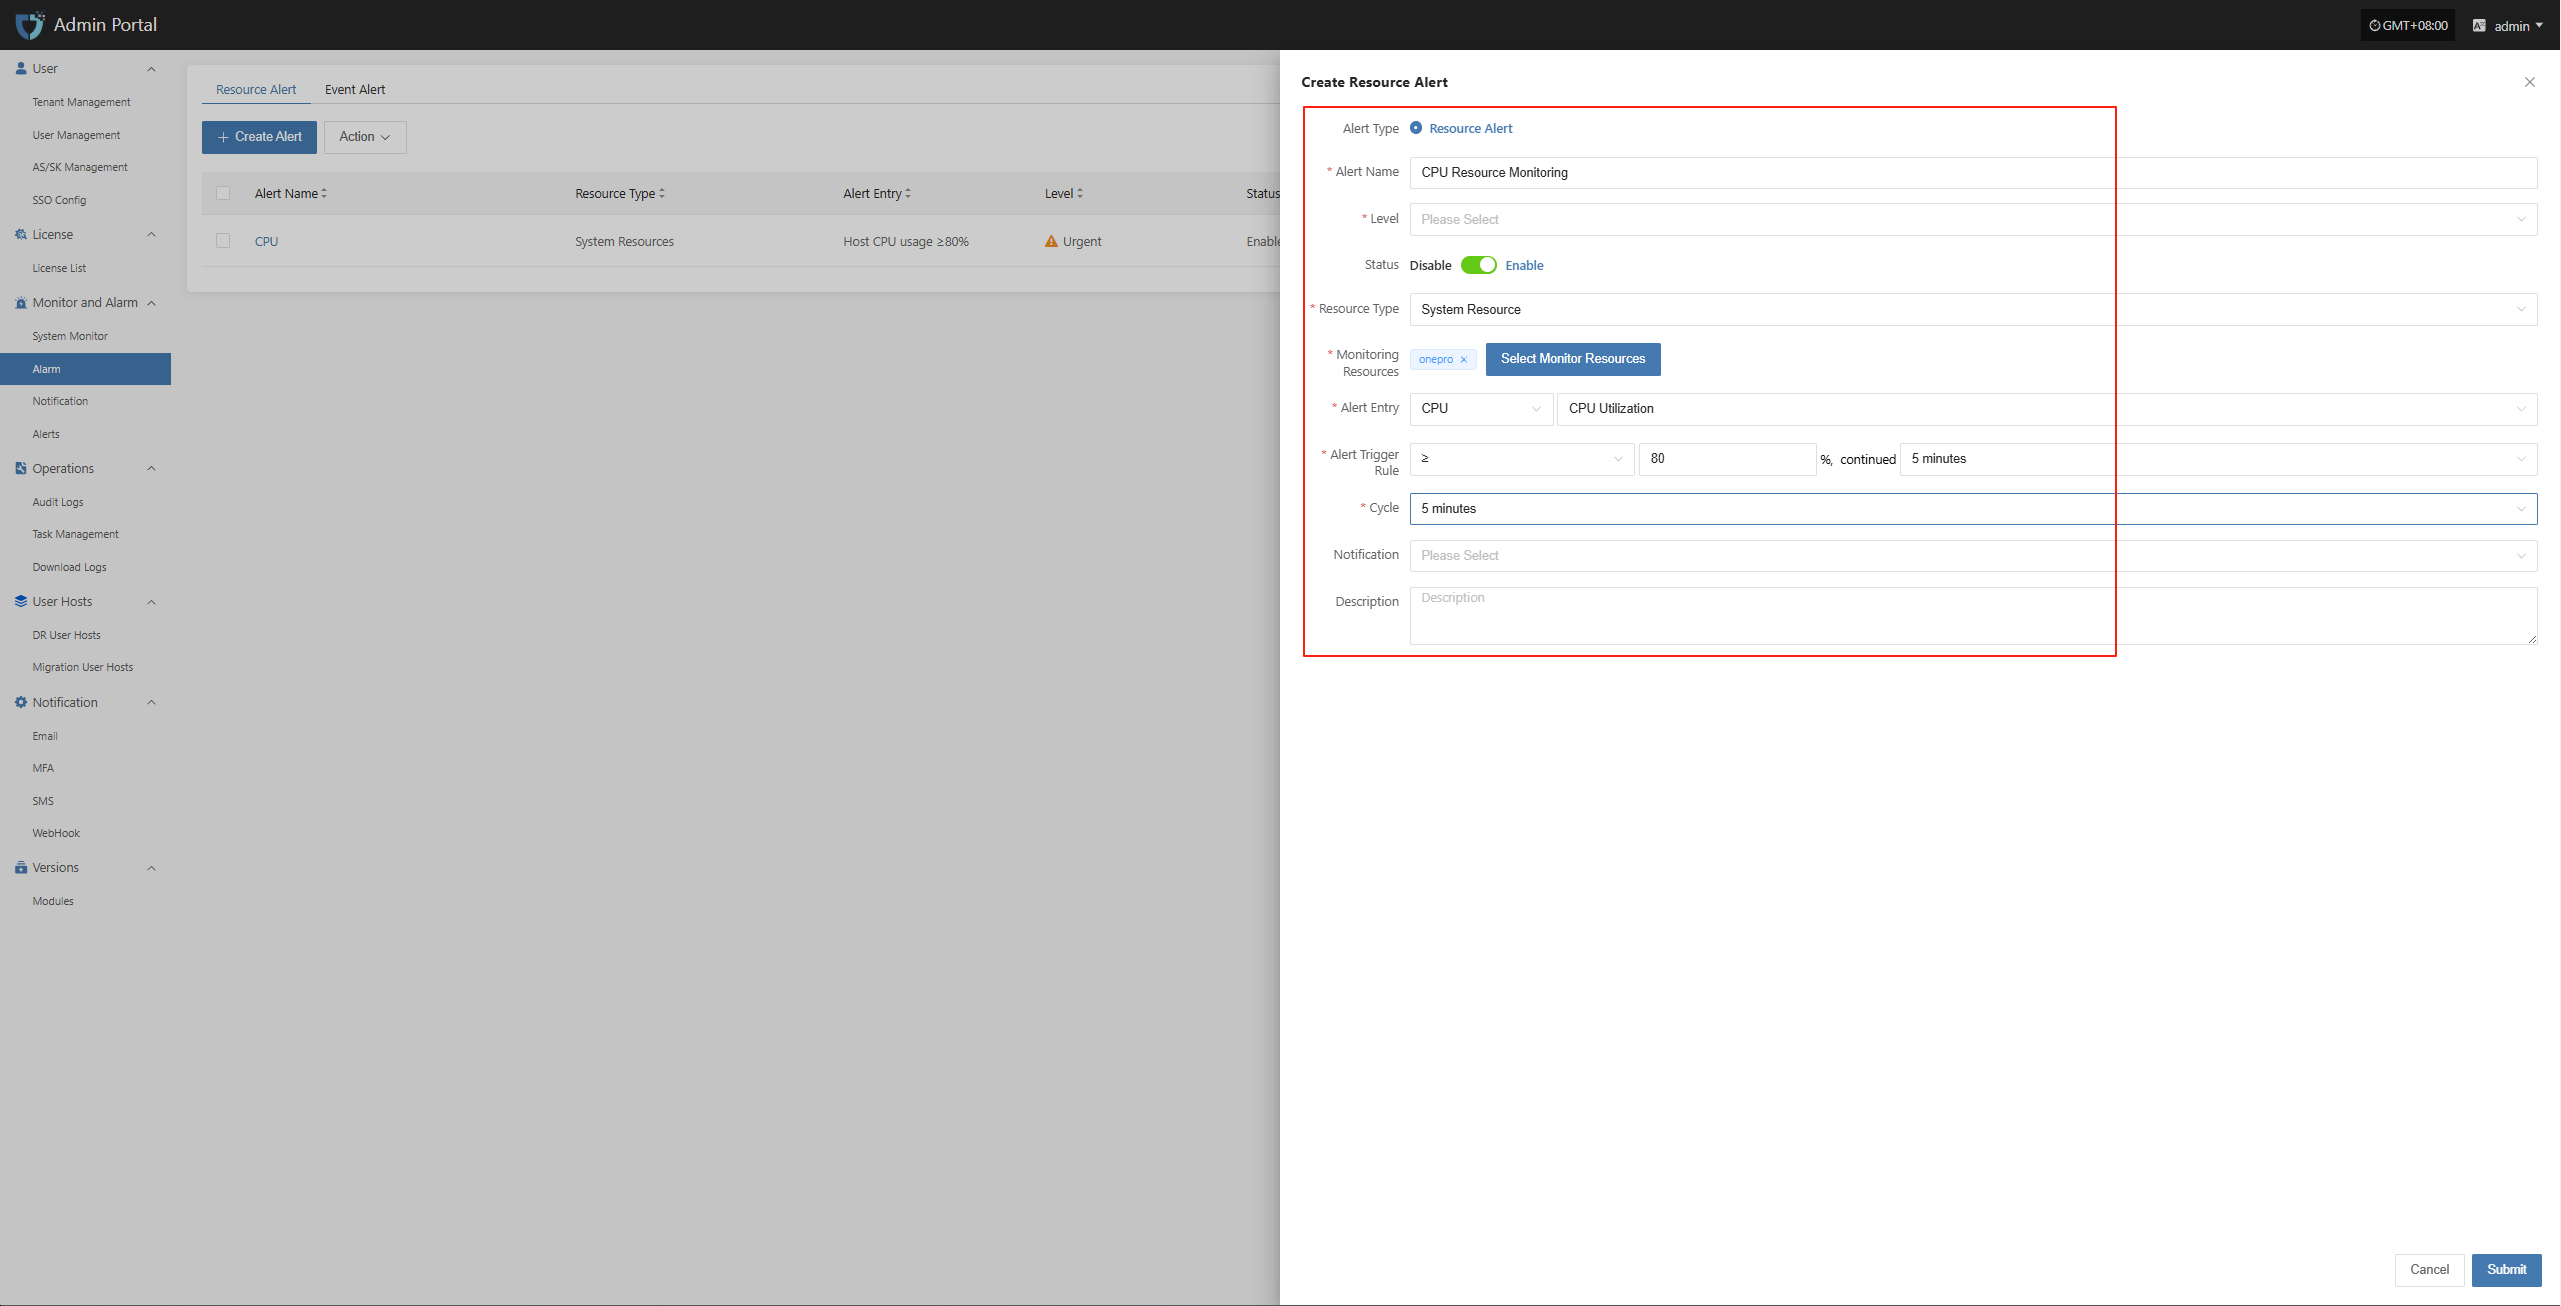 Admin Portal
GMT+08:00
admin
User
Tenant Management
User Management
AS/SK Management
SSO Config
License
License List
Monitor and Alarm
System Monitor
Alarm
Notification
Alerts
Operations
Audit Logs
Task Management
Download Logs
User Hosts
DR User Hosts
Migration User Hosts
Notification
Email
MFA
SMS
WebHook
Versions
Modules
Resource Alert Event Alert
Create Alert Action
Alert Name Resource Type Alert Entry Level Status
CPU System Resources Host CPU usage ≥80% Urgent Enable
Create Resource Alert
Alert Type Resource Alert
* Alert Name CPU Resource Monitoring
* Level Please Select
Status Disable Enable
* Resource Type System Resource
* Monitoring
Resources
onepro × Select Monitor Resources
* Alert Entry CPU CPU Utilization
* Alert Trigger
Rule
≥ 80 %, continued 5 minutes
* Cycle 5 minutes
Notification Please Select
Description Description
Cancel Submit